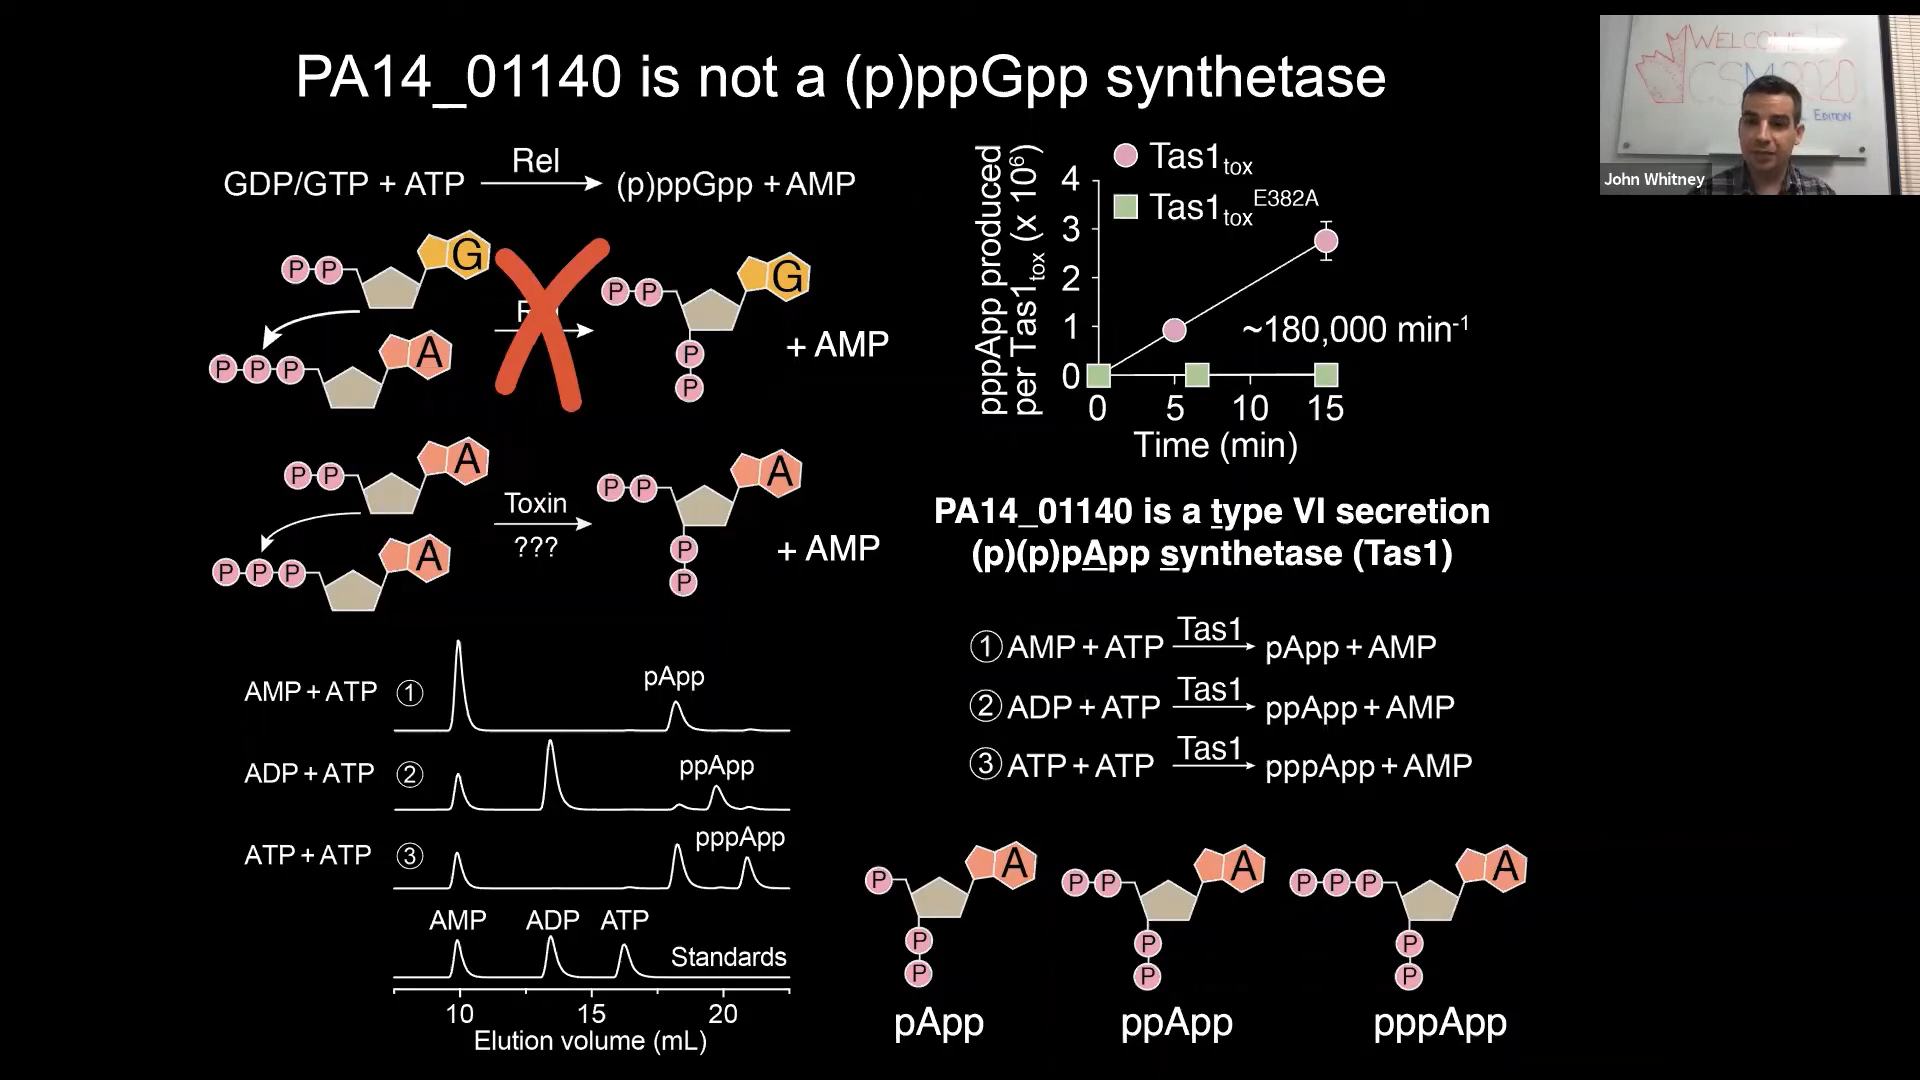 PA14_01140 is not a (p)ppGpp synthetase
GDP/GTP + ATP
Rel
(p)ppGpp + AMP
P P
G
P P P
A
P P
G
P
P
+ AMP
P P
A
P P P
A
Toxin
???
P P
A
P
P
+ AMP
AMP + ATP ①
pApp
ADP + ATP ②
ppApp
ATP + ATP ③
pppApp
AMP ADP ATP
Standards
10 15 20
Elution volume (mL)
pppApp produced
per Tas1tox (x 10⁶)
Tas1tox
Tas1tox E382A
4
3
2
1
0
~180,000 min-1
0 5 10 15
Time (min)
PA14_01140 is a type VI secretion
(p)(p)pApp synthetase (Tas1)
① AMP + ATP Tas1 pApp + AMP
② ADP + ATP Tas1 ppApp + AMP
③ ATP + ATP Tas1 pppApp + AMP
P
A
P
P
pApp
P P
A
P
P
ppApp
P P P
A
P
P
pppApp
WELCOME
CSM 2020
EDITION
John Whitney